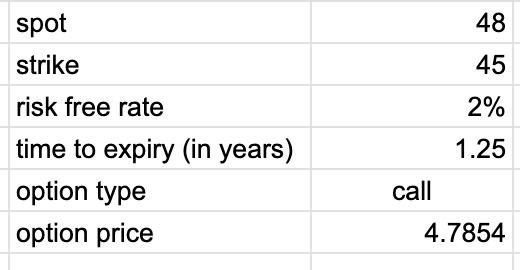 spot 48
strike 45
risk free rate 2%
time to expiry (in years) 1.25
option type call
option price 4.7854